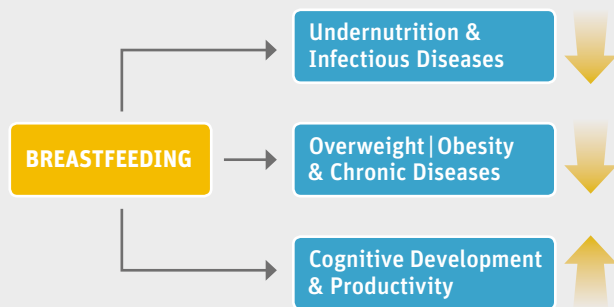 Undernutrition &
Infectious Diseases
BREASTFEEDING
Overweight|Obesity
& Chronic Diseases
Cognitive Development
& Productivity